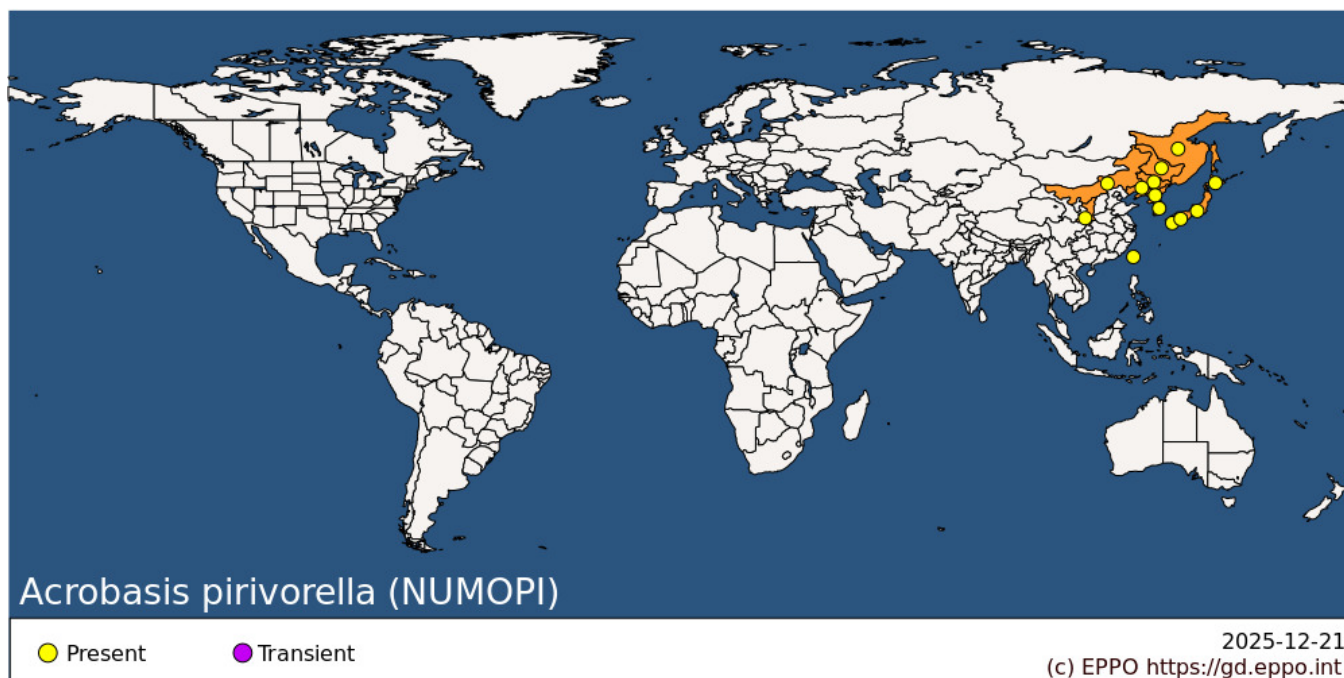 Acrobasis pirivorella (NUMOPI)
Present
Transient
2025-12-21
(c) EPPO https://gd.eppo.int